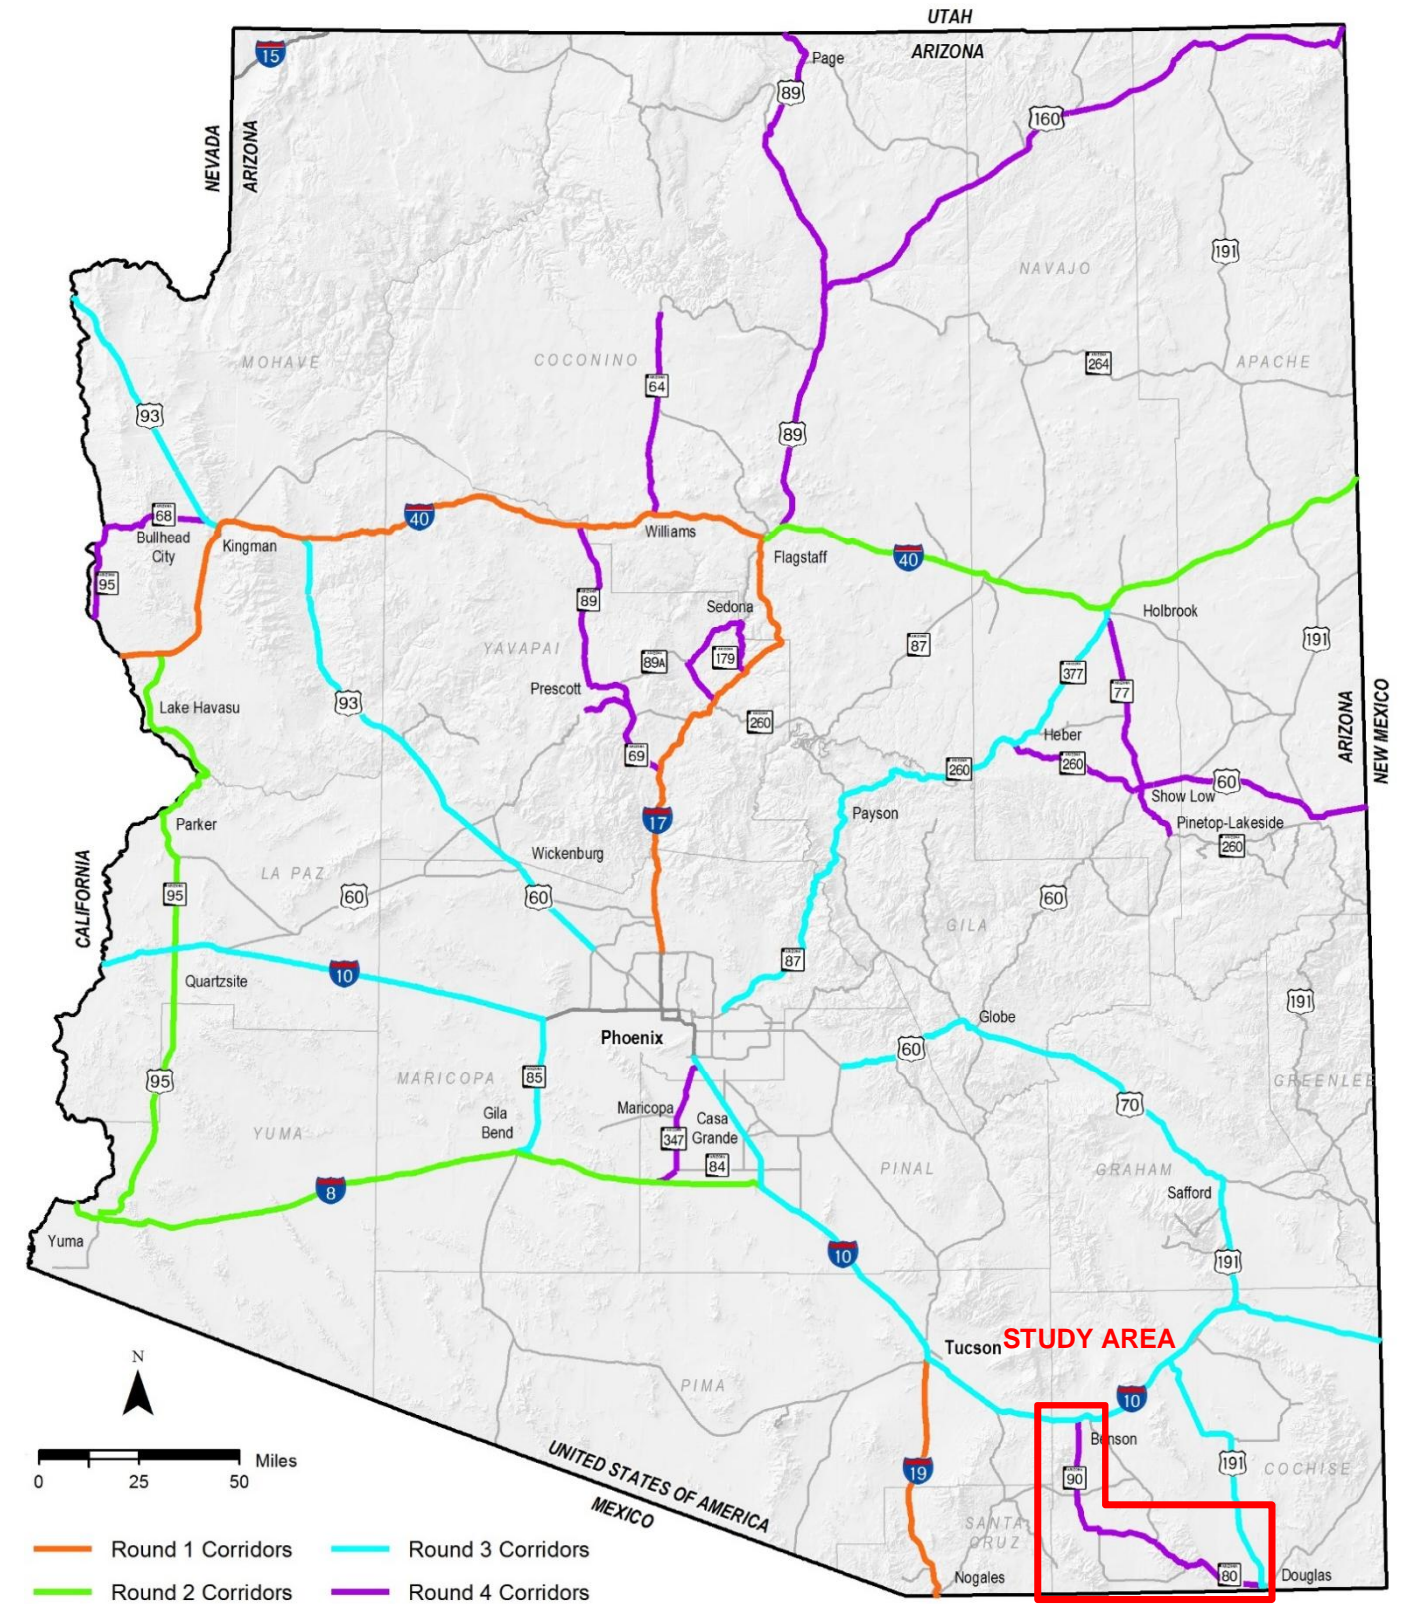 UTAH
ARIZONA
15
Page
89
NEVADA
ARIZONA
160
191
NAVAJO
MOHAVE
COCONINO
264
APACHE
64
93
89
68
Bullhead
City
40
Kingman
Williams
Flagstaff
40
95
89
Sedona
Holbrook
87
191
YAVAPAI
89A
179
377
77
Prescott
93
Lake Havasu
260
69
Heber
260
260
60
ARIZONA
NEW MEXICO
Show Low
Payson
Pinetop-Lakeside
260
Parker
17
Wickenburg
CALIFORNIA
LA PAZ
95
60
60
60
GILA
87
10
Quartzsite
191
Globe
Phoenix
60
95
MARICOPA
85
GREENLEE
70
Gila
Bend
Maricopa
Casa
Grande
YUMA
347
84
PINAL
GRAHAM
8
Safford
Yuma
10
191
Tucson
STUDY AREA
N
PIMA
10
Benson
UNITED STATES OF AMERICA
MEXICO
Miles
0 25 50
19
90
191
COCHISE
SANTA
CRUZ
Nogales
80
Douglas
Round 1 Corridors
Round 3 Corridors
Round 2 Corridors
Round 4 Corridors